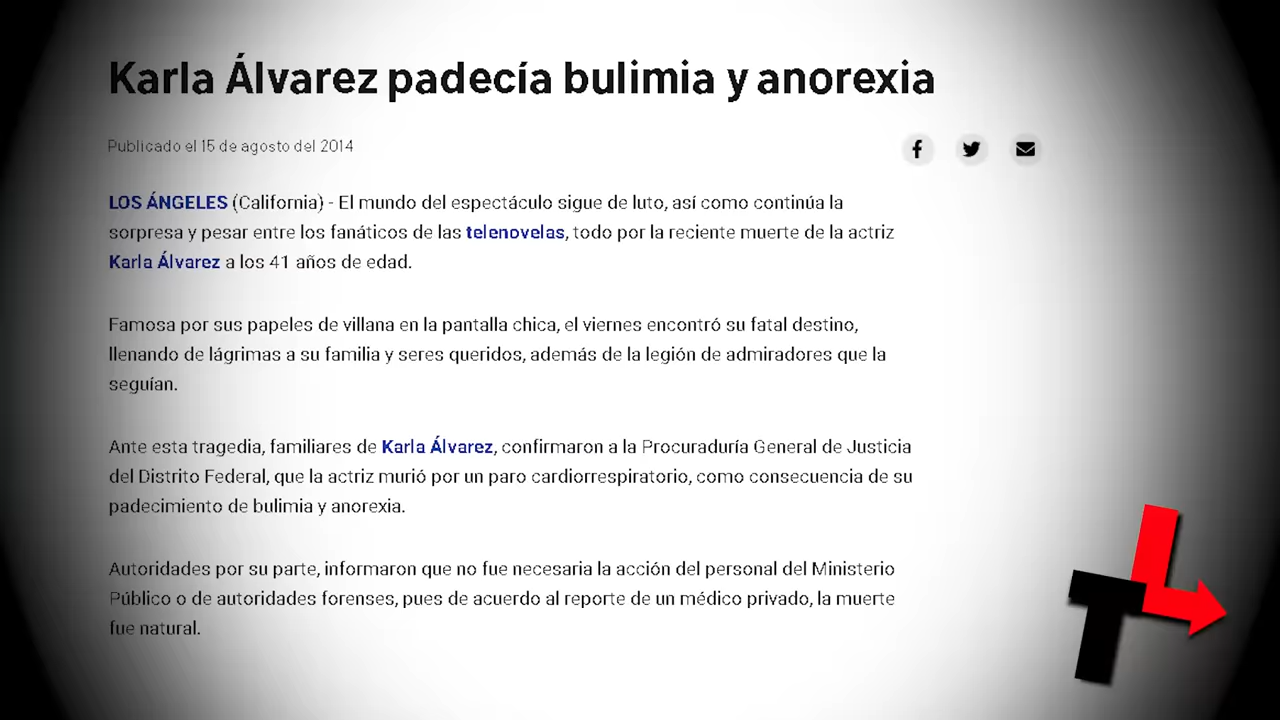 Karla Álvarez padecía bulimia y anorexia
Publicado el 15 de agosto del 2014
LOS ÁNGELES (California) - El mundo del espectáculo sigue de luto, así como continúa la
sorpresa y pesar entre los fanáticos de las telenovelas, todo por la reciente muerte de la actriz
Karla Álvarez a los 41 años de edad.
Famosa por sus papeles de villana en la pantalla chica, el viernes encontró su fatal destino,
llenando de lágrimas a su familia y seres queridos, además de la legión de admiradores que la
seguían.
Ante esta tragedia, familiares de Karla Álvarez, confirmaron a la Procuraduría General de Justicia
del Distrito Federal, que la actriz murió por un paro cardiorrespiratorio, como consecuencia de su
padecimiento de bulimia y anorexia.
Autoridades por su parte, informaron que no fue necesaria la acción del personal del Ministerio
Público o de autoridades forenses, pues de acuerdo al reporte de un médico privado, la muerte
fue natural.
TL